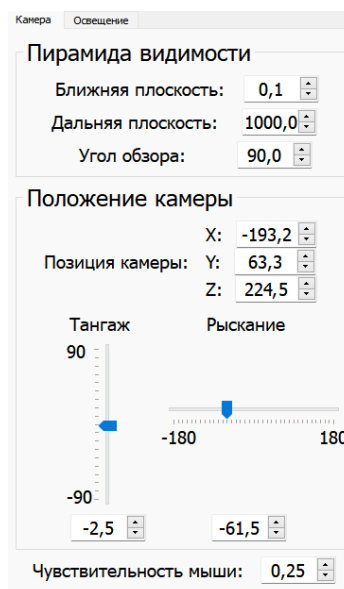 Камера Освещение
Пирамида видимости
Ближняя плоскость: 0,1
Дальняя плоскость: 1000,0
Угол обзора: 90,0
Положение камеры
X: -193,2
Позиция камеры: Y: 63,3
Z: 224,5
Тангаж Рыскание
90
-180 180
-90
-2,5 -61,5
Чувствительность мыши: 0,25